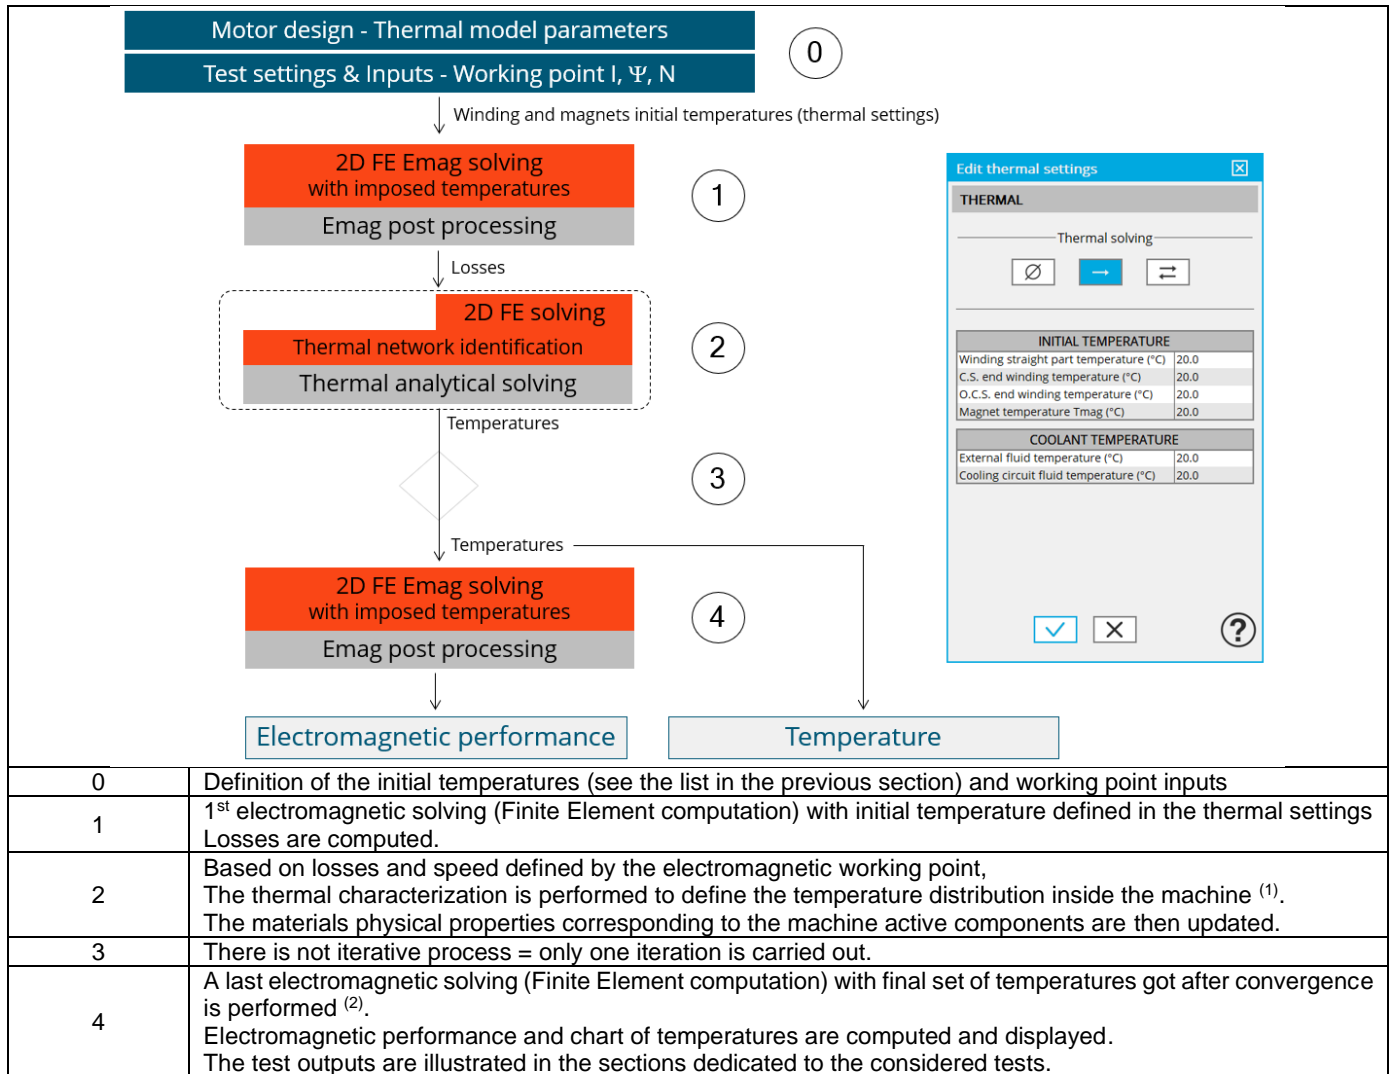 Motor design - Thermal model parameters
Test settings & Inputs - Working point I, Ψ, N
0
Winding and magnets initial temperatures (thermal settings)
2D FE Emag solving
with imposed temperatures
Emag post processing
1
Losses
2D FE solving
Thermal network identification
Thermal analytical solving
2
Temperatures
3
Temperatures
2D FE Emag solving
with imposed temperatures
Emag post processing
4
Electromagnetic performance
Temperature
Edit thermal settings
THERMAL
Thermal solving
INITIAL TEMPERATURE
Winding straight part temperature (°C) 20.0
C.S. end winding temperature (°C) 20.0
O.C.S. end winding temperature (°C) 20.0
Magnet temperature Tmag (°C) 20.0
COOLANT TEMPERATURE
External fluid temperature (°C) 20.0
Cooling circuit fluid temperature (°C) 20.0
?
0 Definition of the initial temperatures (see the list in the previous section) and working point inputs
1 1st electromagnetic solving (Finite Element computation) with initial temperature defined in the thermal settings
Losses are computed.
2 Based on losses and speed defined by the electromagnetic working point,
The thermal characterization is performed to define the temperature distribution inside the machine (1).
The materials physical properties corresponding to the machine active components are then updated.
3 There is not iterative process = only one iteration is carried out.
4 A last electromagnetic solving (Finite Element computation) with final set of temperatures got after convergence
is performed (2).
Electromagnetic performance and chart of temperatures are computed and displayed.
The test outputs are illustrated in the sections dedicated to the considered tests.